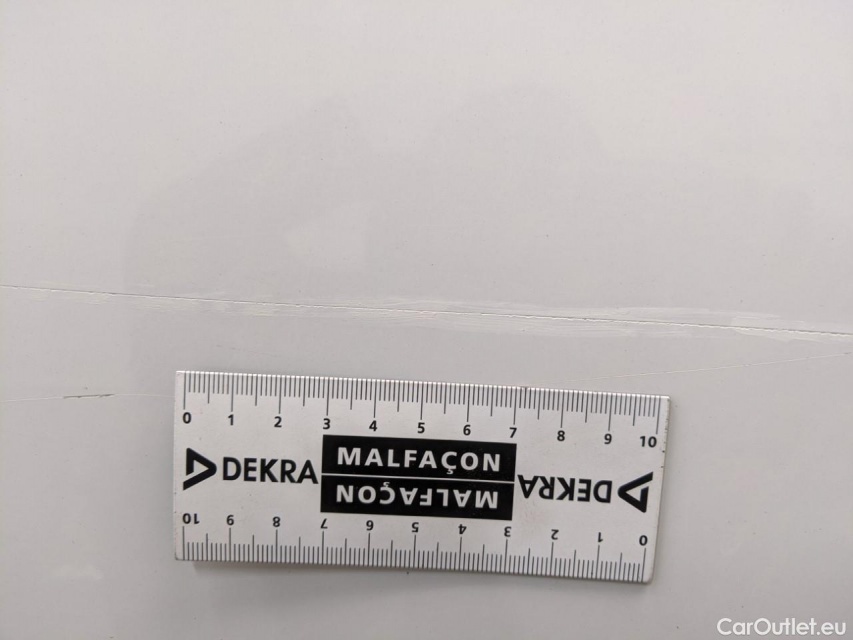 0 1 2 3 4 5 6 7 8 9 10
DEKRA MALFAÇON DEKRA
MALFAÇON
10 9 8 7 6 5 4 3 2 1 0
CarOutlet.eu